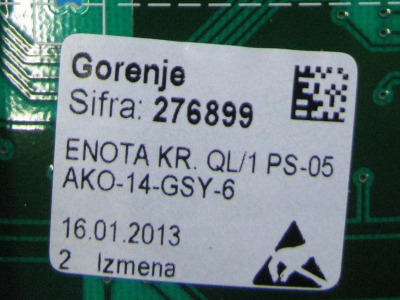 Gorenje
Sifra: 276899
ENOTA KR. QL/1 PS-05
AKO-14-GSY-6
16.01.2013
2 Izmena